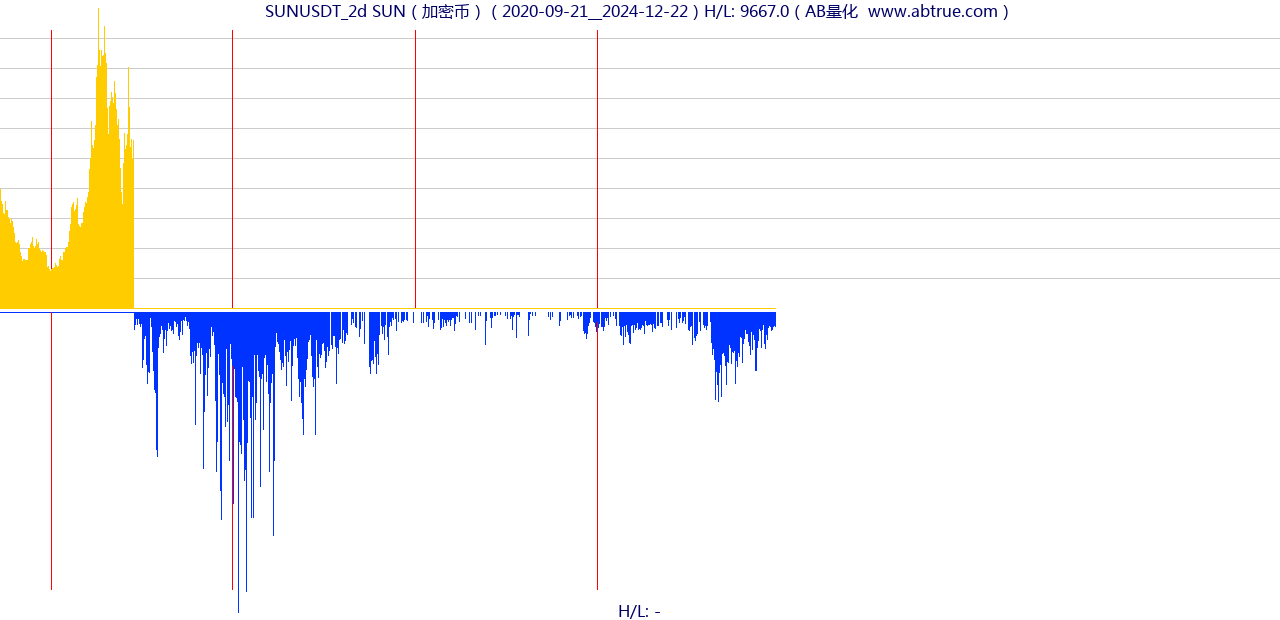 SUNUSDT_2d SUN ( 加密币 ) ( 2020-09-21__2024-12-22 ) H/L: 9667.0 ( AB量化  www.abtrue.com )
H/L: -